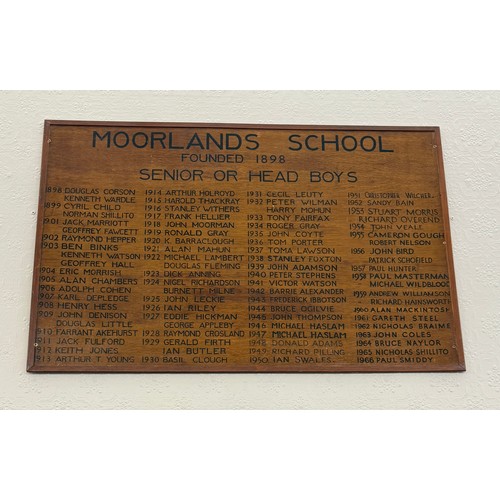 MOORLANDS SCHOOL
FOUNDED 1898
SENIOR OR HEAD BOYS
1898 DOUGLAS CORSON
KENNETH WARDLE
1899 CYRIL CHILD
NORMAN SHILLITO
1901 JACK MARRIOTT
GEOFFREY FAWCETT
1902 RAYMOND HEPPER
1903 BEN BINKS
KENNETH WATSON
GEOFFREY HALL
1904 ERIC MORRISH
1905 ALAN CHAMBERS
1906 ADOLPH COHEN
1907 KARL DEPLEDGE
1908 HENRY HESS
1909 JOHN DENISON
DOUGLAS LITTLE
1910 FARRANT AKEHURST
1911 JACK FULFORD
1912 KEITH JONES
1913 ARTHUR T. YOUNG
1914 ARTHUR HOLROYD
1915 HAROLD THACKRAY
1916 STANLEY WITHERS
1917 FRANK HELLIER
1918 JOHN MOORMAN
1919 RONALD GRAY
1920 K. BARRACLOUGH
1921 ALAN MAHUN
1922 MICHAEL LAMBERT
DOUGLAS FLEMING
1923 DICK ANNING
1924 NIGEL RICHARDSON
BURNETT MILNES
1925 JOHN LECKIE
1926 IAN RILEY
1927 EDDIE HICKMAN
GEORGE APPLEBY
1928 RAYMOND CROSLAND
1929 GERALD FIRTH
IAN BUTLER
1930 BASIL CLOUGH
1931 CECIL LEUTY
1932 PETER WILMAN
HARRY MOHUN
1933 TONY FAIRFAX
1934 ROGER GRAY
1935 JOHN COYTE
1936 TOM PORTER
1937 TOMA LAWSON
1938 STANLEY FUXTON
1939 JOHN ADAMSON
1940 PETER STEPHENS
1941 VICTOR WATSON
1942 BARRIE ALEXANDER
1943 FREDERICK IBBOTSON
1944 BRUCE OGILVIE
1945 JOHN THOMPSON
1946 MICHAEL HASLAM
1947 MICHAEL HASLAM
1948 DONALD ADAMS
1949 RICHARD PILLING
1950 IAN SWALES
1951 CHRISTOPHER WILCHER
1952 SANDY BAIN
1953 STUART MORRIS
RICHARD OVEREND
1954 JOHN VEALL
1955 CAMERON GOUGH
ROBERT NELSON
1956 JOHN BIRD
PATRICK SCHOFIELD
1957 PAUL HUNTER
1958 PAUL MASTERMAN
MICHAEL WILDBLOOD
1959 ANDREW WILLIAMSON
RICHARD HAINSWORTH
1960 ALAN MACKINTOSH
1961 GARETH STEEL
1962 NICHOLAS BRAIME
1963 JOHN COLES
1964 BRUCE NAYLOR
1965 NICHOLAS SHILLITO
1966 PAUL SMIDDY